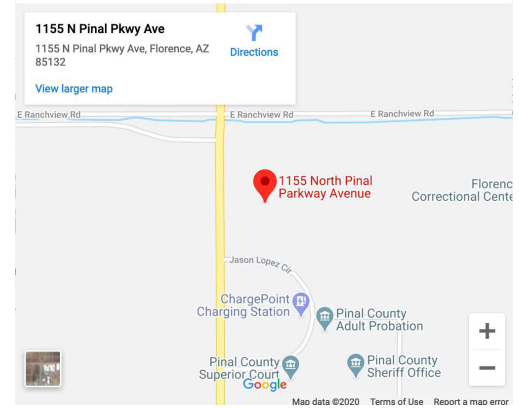 1155 N Pinal Pkwy Ave
1155 N Pinal Pkwy Ave, Florence, AZ
85132
Directions
View larger map
E Ranchview Rd
E Ranchview Rd
E Ranchview Rd
1155 North Pinal
Parkway Avenue
Florenc
Correctional Cente
Jason Lopez Cir
ChargePoint
Charging Station
Pinal County
Adult Probation
Pinal County
Superior Court
Pinal County
Sheriff Office
Google
Map data ©2020 Terms of Use Report a map error